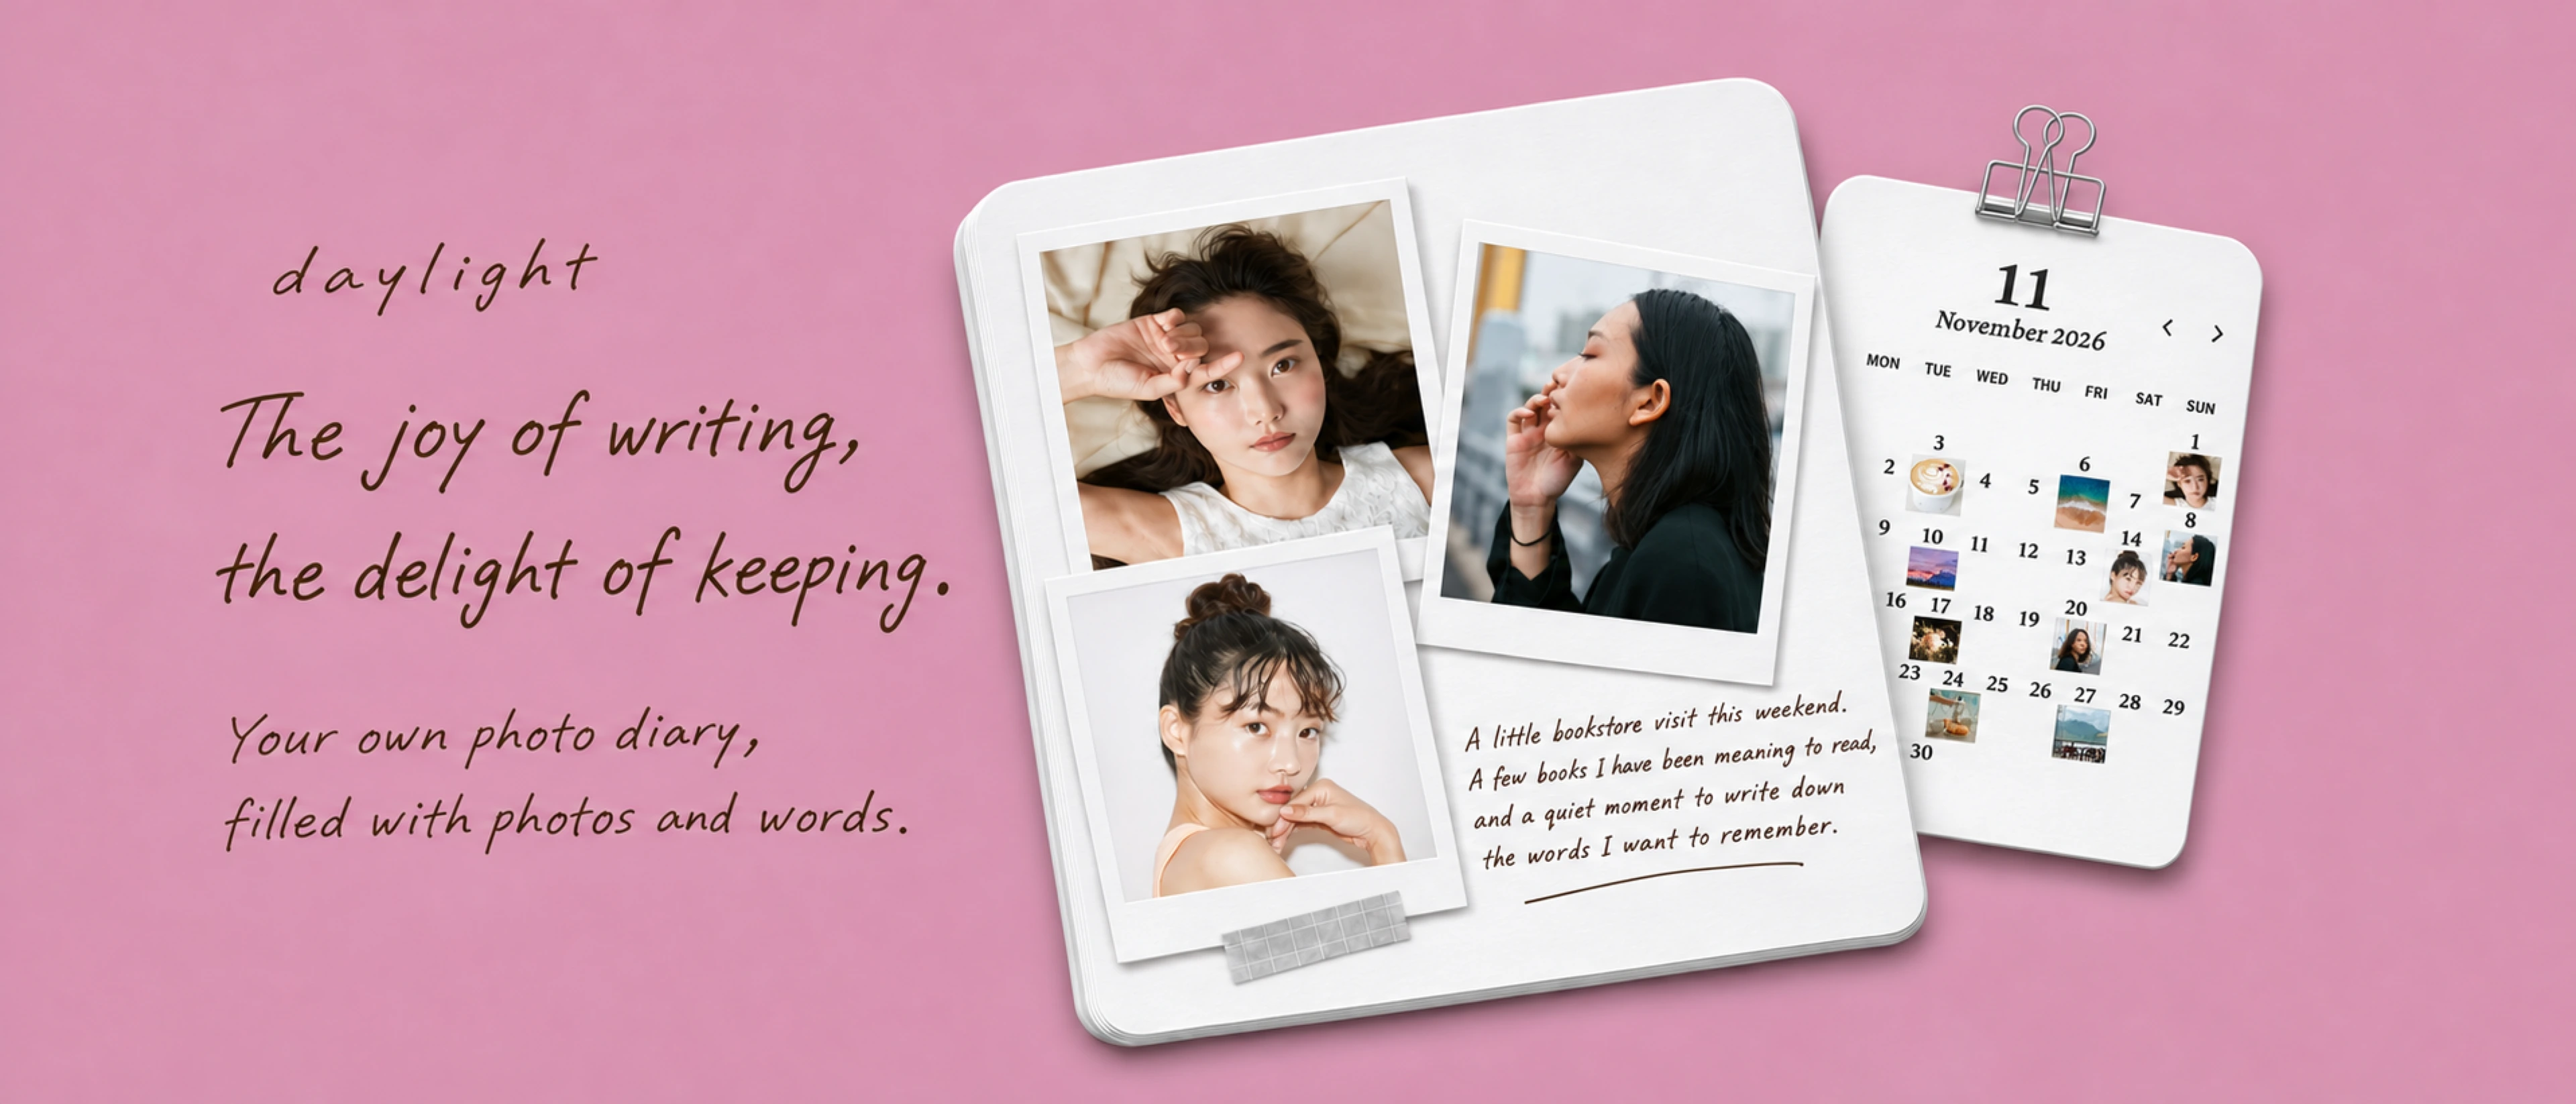 daylight
The joy of writing,
the delight of keeping.
Your own photo diary,
filled with photos and words.
A little bookstore visit this weekend.
A few books I have been meaning to read,
and a quiet moment to write down
the words I want to remember.
11
November 2026
< >
MON TUE WED THU FRI SAT SUN
1
2 3 4 5 6 7 8
9 10 11 12 13 14
16 17 18 19 20 21 22
23 24 25 26 27 28 29
30